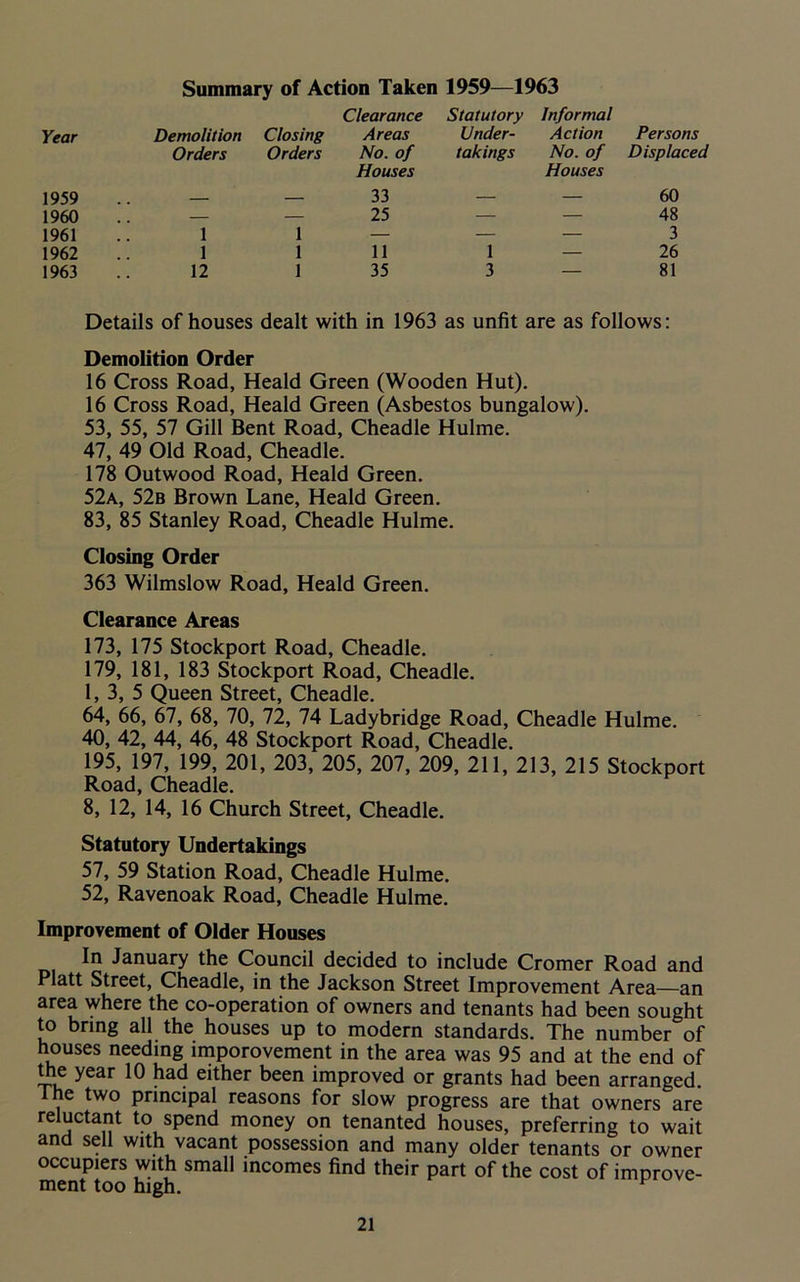 Summary of Action Taken 1959—1963
Clearance Statutory Informal
Year Demolition Closing Areas Under- Action Persons
Orders Orders No. of takings No. of Displaced
Houses Houses
1959 .. — — 33 — — 60
1960 .. — — 25 — — 48
1961 .. 1 1 — — — 3
1962 .. 1 1 11 1 — 26
1963 .. 12 1 35 3 — 81
Details of houses dealt with in 1963 as unfit are as follows:
Demolition Order
16 Cross Road, Heald Green (Wooden Hut).
16 Cross Road, Heald Green (Asbestos bungalow).
53, 55, 57 Gill Bent Road, Cheadle Hulme.
47, 49 Old Road, Cheadle.
178 Outwood Road, Heald Green.
52A, 52B Brown Lane, Heald Green.
83, 85 Stanley Road, Cheadle Hulme.
Closing Order
363 Wilmslow Road, Heald Green.
Clearance Areas
173, 175 Stockport Road, Cheadle.
179, 181, 183 Stockport Road, Cheadle.
1, 3, 5 Queen Street, Cheadle.
64, 66, 67, 68, 70, 72, 74 Ladybridge Road, Cheadle Hulme.
40, 42, 44, 46, 48 Stockport Road, Cheadle.
195, 197, 199, 201, 203, 205, 207, 209, 211, 213, 215 Stockport
Road, Cheadle.
8, 12, 14, 16 Church Street, Cheadle.
Statutory Undertakings
57, 59 Station Road, Cheadle Hulme.
52, Ravenoak Road, Cheadle Hulme.
Improvement of Older Houses
In January the Council decided to include Cromer Road and
Platt Street, Cheadle, in the Jackson Street Improvement Area—an
area where the co-operation of owners and tenants had been sought
to bring all the houses up to modern standards. The number of
houses needing imporovement in the area was 95 and at the end of
the year 10 had either been improved or grants had been arranged.
The two principal reasons for slow progress are that owners are
reluctant to spend money on tenanted houses, preferring to wait
and sell with vacant possession and many older tenants or owner
occupiers with small incomes find their part of the cost of improve-
ment too high.
21